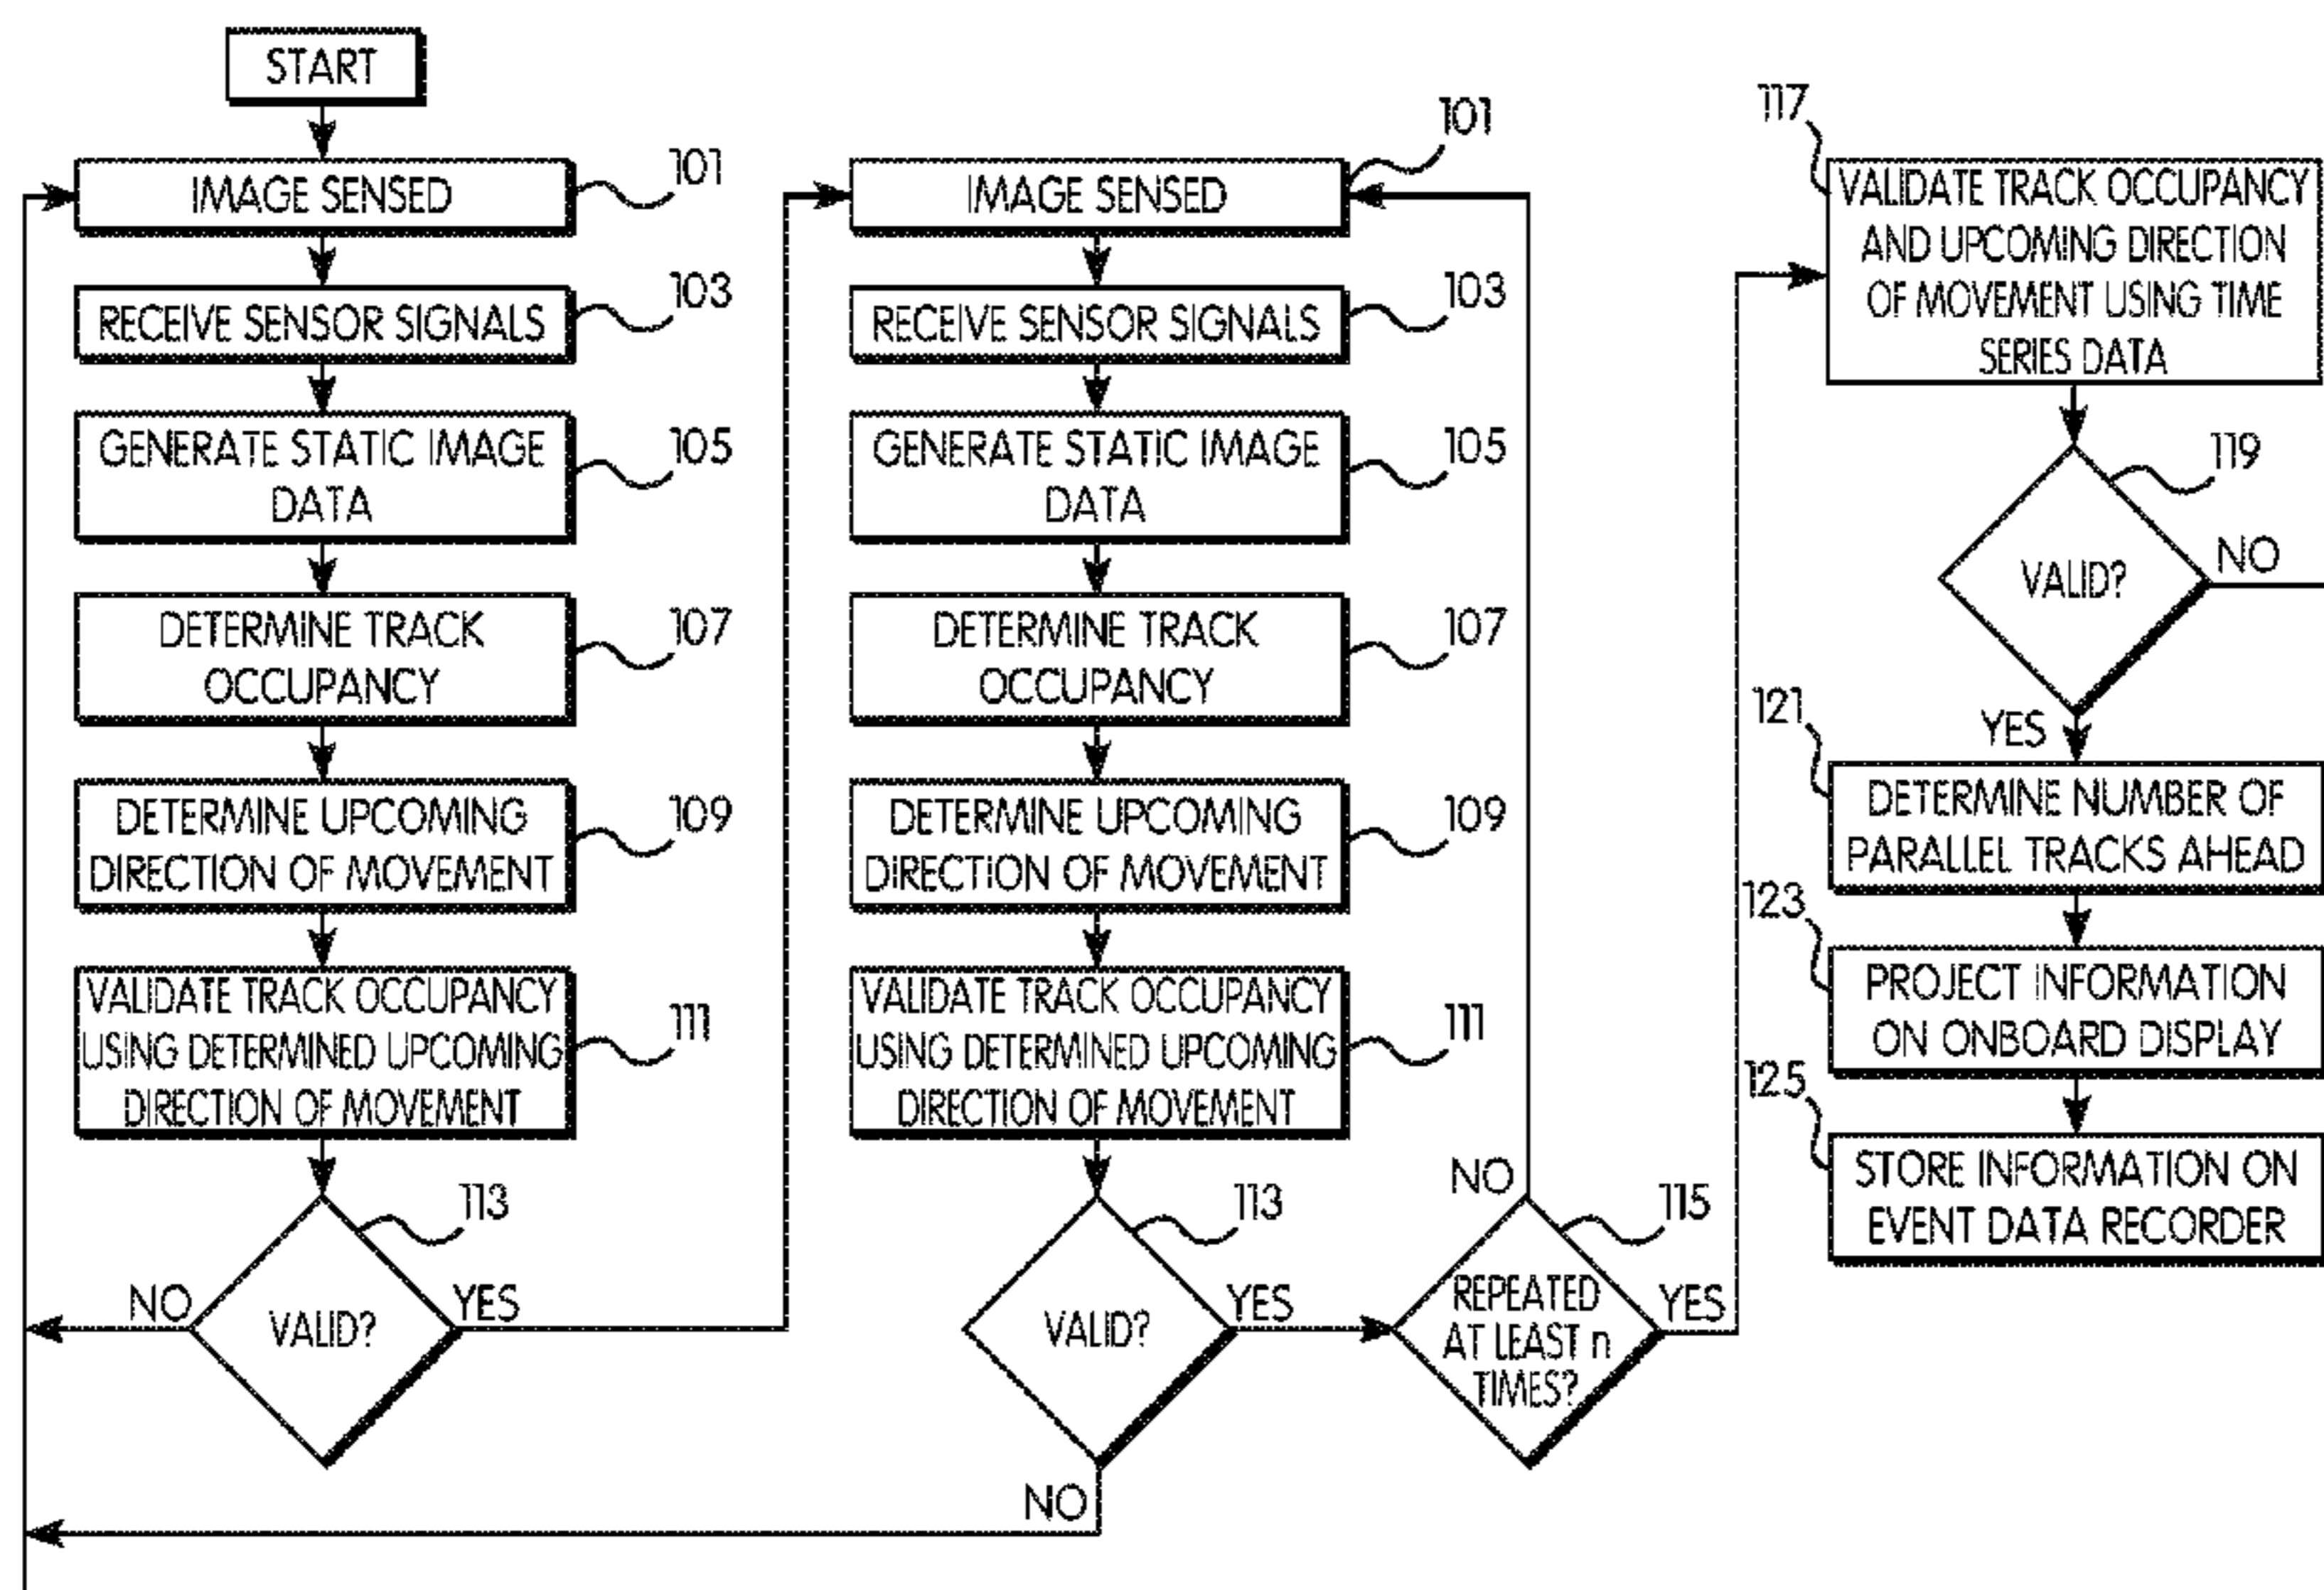 START
IMAGE SENSED
101
RECEIVE SENSOR SIGNALS
103
GENERATE STATIC IMAGE
DATA
105
DETERMINE TRACK
OCCUPANCY
107
DETERMINE UPCOMING
DIRECTION OF MOVEMENT
109
VALIDATE TRACK OCCUPANCY
USING DETERMINED UPCOMING
DIRECTION OF MOVEMENT
111
113
VALID?
NO
YES
IMAGE SENSED
101
RECEIVE SENSOR SIGNALS
103
GENERATE STATIC IMAGE
DATA
105
DETERMINE TRACK
OCCUPANCY
107
DETERMINE UPCOMING
DIRECTION OF MOVEMENT
109
VALIDATE TRACK OCCUPANCY
USING DETERMINED UPCOMING
DIRECTION OF MOVEMENT
111
113
VALID?
YES
NO
NO
115
REPEATED
AT LEAST n
TIMES?
YES
117
VALIDATE TRACK OCCUPANCY
AND UPCOMING DIRECTION
OF MOVEMENT USING TIME
SERIES DATA
119
VALID?
NO
YES
121
DETERMINE NUMBER OF
PARALLEL TRACKS AHEAD
123
PROJECT INFORMATION
ON ONBOARD DISPLAY
125
STORE INFORMATION ON
EVENT DATA RECORDER